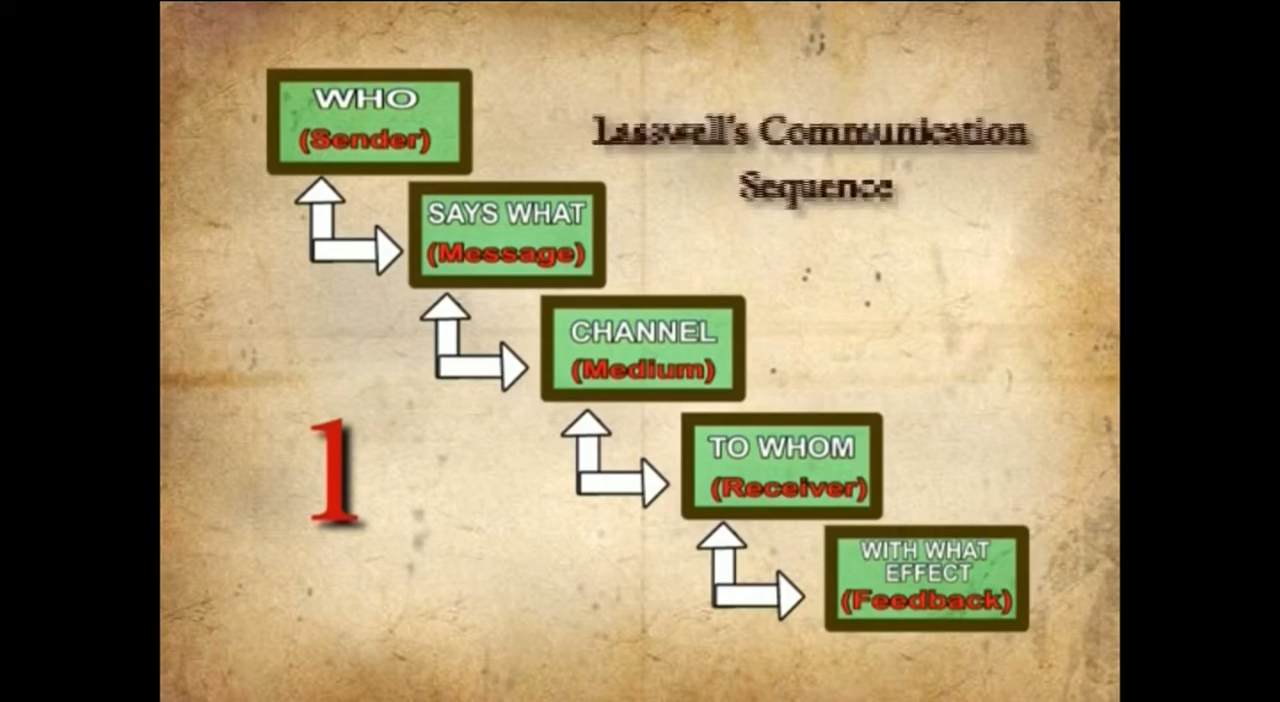 WHO
(Sender)
Lasswell's Communication
Sequence
SAYS WHAT
(Message)
CHANNEL
(Medium)
1
TO WHOM
(Receiver)
WITH WHAT
EFFECT
(Feedback)